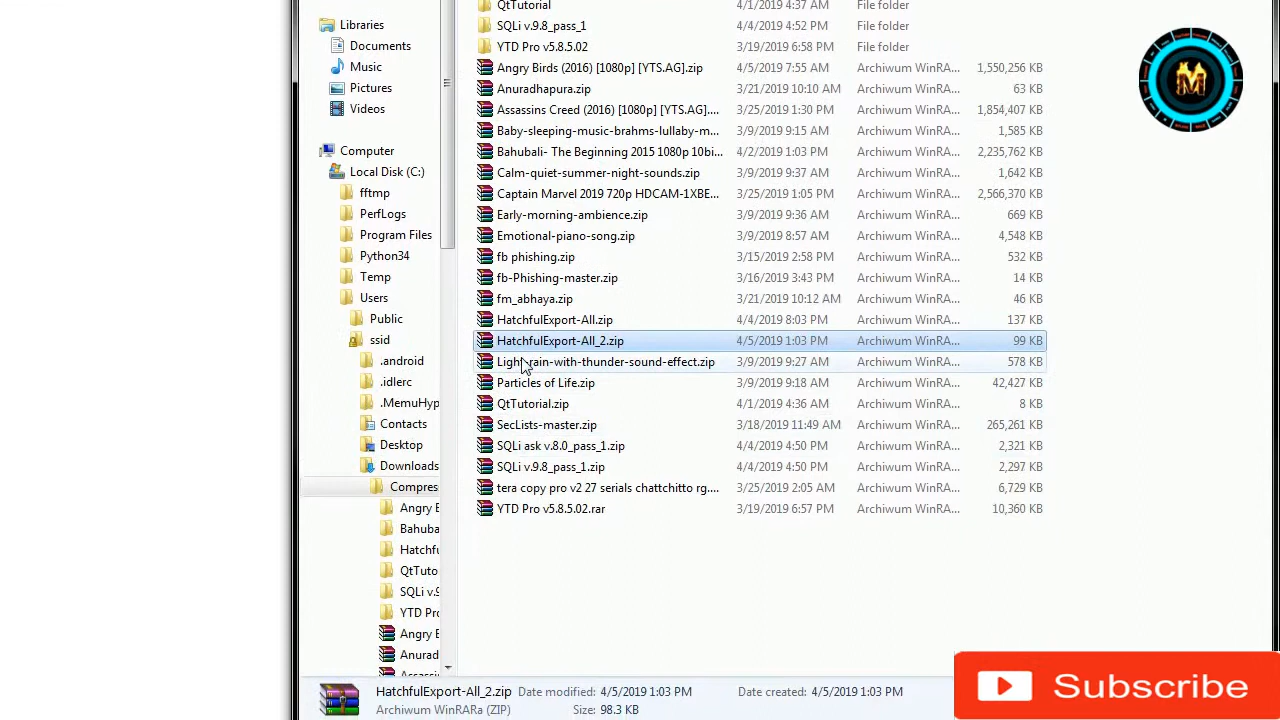 Libraries
Documents
Music
Pictures
Videos
Computer
Local Disk (C:)
fftmp
PerfLogs
Program Files
Python34
Temp
Users
Public
ssid
.android
.idlerc
.MemuHyp
Contacts
Desktop
Downloads
Compres
Angry E
Bahuba
Hatchfu
QtTuto
SQLi v.9
YTD Pro
Angry E
Anurad
QtTutorial 4/1/2019 4:37 AM File folder
SQLi v.9.8_pass_1 4/4/2019 4:52 PM File folder
YTD Pro v5.8.5.02 3/19/2019 6:58 PM File folder
Angry Birds (2016) [1080p] [YTS.AG].zip 4/5/2019 7:55 AM Archiwum WinRA... 1,550,256 KB
Anuradhapura.zip 3/21/2019 10:10 AM Archiwum WinRA... 63 KB
Assassins Creed (2016) [1080p] [YTS.AG].... 3/25/2019 1:30 PM Archiwum WinRA... 1,854,407 KB
Baby-sleeping-music-brahms-lullaby-m... 3/9/2019 9:15 AM Archiwum WinRA... 1,585 KB
Bahubali- The Beginning 2015 1080p 10bi... 4/2/2019 1:03 PM Archiwum WinRA... 2,235,762 KB
Calm-quiet-summer-night-sounds.zip 3/9/2019 9:37 AM Archiwum WinRA... 1,642 KB
Captain Marvel 2019 720p HDCAM-1XBE... 3/25/2019 1:05 PM Archiwum WinRA... 2,566,370 KB
Early-morning-ambience.zip 3/9/2019 9:36 AM Archiwum WinRA... 669 KB
Emotional-piano-song.zip 3/9/2019 8:57 AM Archiwum WinRA... 4,548 KB
fb phishing.zip 3/15/2019 2:58 PM Archiwum WinRA... 532 KB
fb-Phishing-master.zip 3/16/2019 3:43 PM Archiwum WinRA... 14 KB
fm_abhaya.zip 3/21/2019 10:12 AM Archiwum WinRA... 46 KB
HatchfulExport-All.zip 4/4/2019 8:03 PM Archiwum WinRA... 137 KB
HatchfulExport-All_2.zip 4/5/2019 1:03 PM Archiwum WinRA... 99 KB
Light-rain-with-thunder-sound-effect.zip 3/9/2019 9:27 AM Archiwum WinRA... 578 KB
Particles of Life.zip 3/9/2019 9:18 AM Archiwum WinRA... 42,427 KB
QtTutorial.zip 4/1/2019 4:36 AM Archiwum WinRA... 8 KB
SecLists-master.zip 3/18/2019 11:49 AM Archiwum WinRA... 265,261 KB
SQLi ask v.8.0_pass_1.zip 4/4/2019 4:50 PM Archiwum WinRA... 2,321 KB
SQLi v.9.8_pass_1.zip 4/4/2019 4:50 PM Archiwum WinRA... 2,297 KB
tera copy pro v2 27 serials chattchitto rg.... 3/25/2019 2:05 AM Archiwum WinRA... 6,729 KB
YTD Pro v5.8.5.02.rar 3/19/2019 6:57 PM Archiwum WinRA... 10,360 KB
M
HatchfulExport-All_2.zip Date modified: 4/5/2019 1:03 PM 4/5/2019 1:03 PM
Archiwum WinRARa (ZIP) Size: 98.3 KB
Subscribe